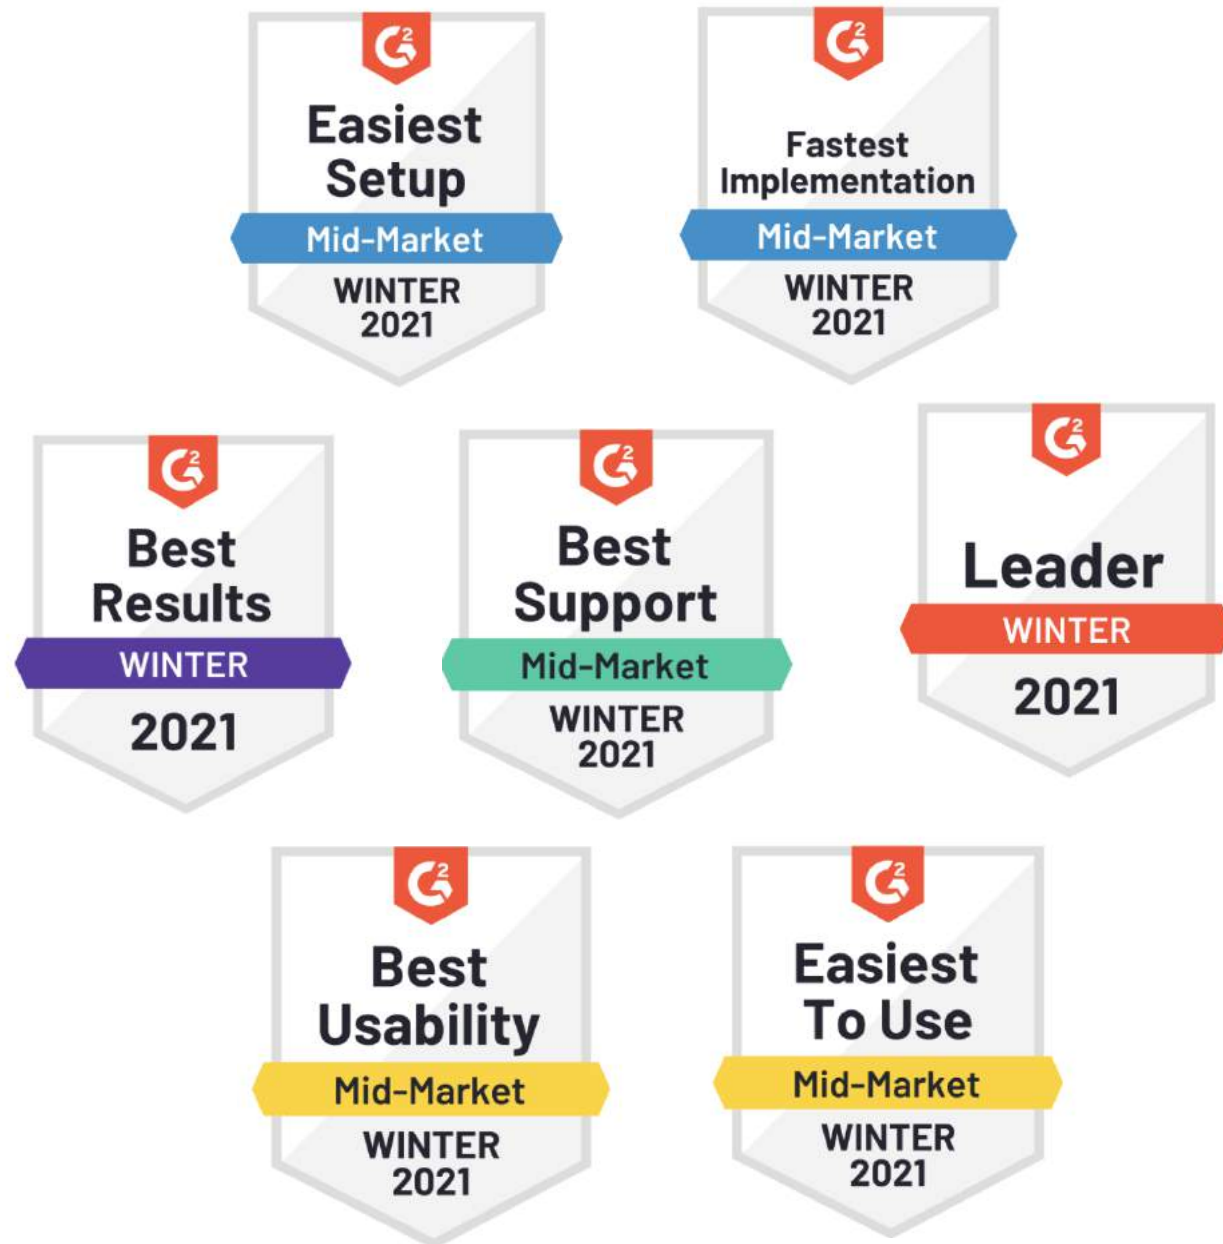 G2
Easiest
Setup
Mid-Market
WINTER
2021
G2
Fastest
Implementation
Mid-Market
WINTER
2021
G2
Best
Results
WINTER
2021
G2
Best
Support
Mid-Market
WINTER
2021
G2
Leader
WINTER
2021
G2
Best
Usability
Mid-Market
WINTER
2021
G2
Easiest
To Use
Mid-Market
WINTER
2021